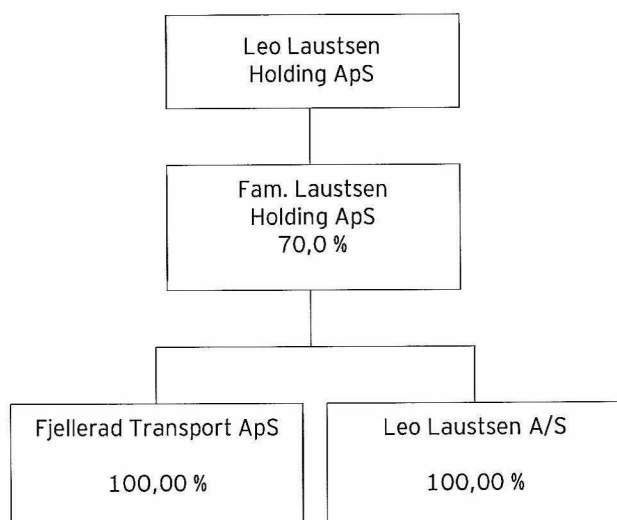 Leo Laustsen
Holding ApS
Fam. Laustsen
Holding ApS
70,0 %
Fjellerad Transport ApS
100,00 %
Leo Laustsen A/S
100,00 %